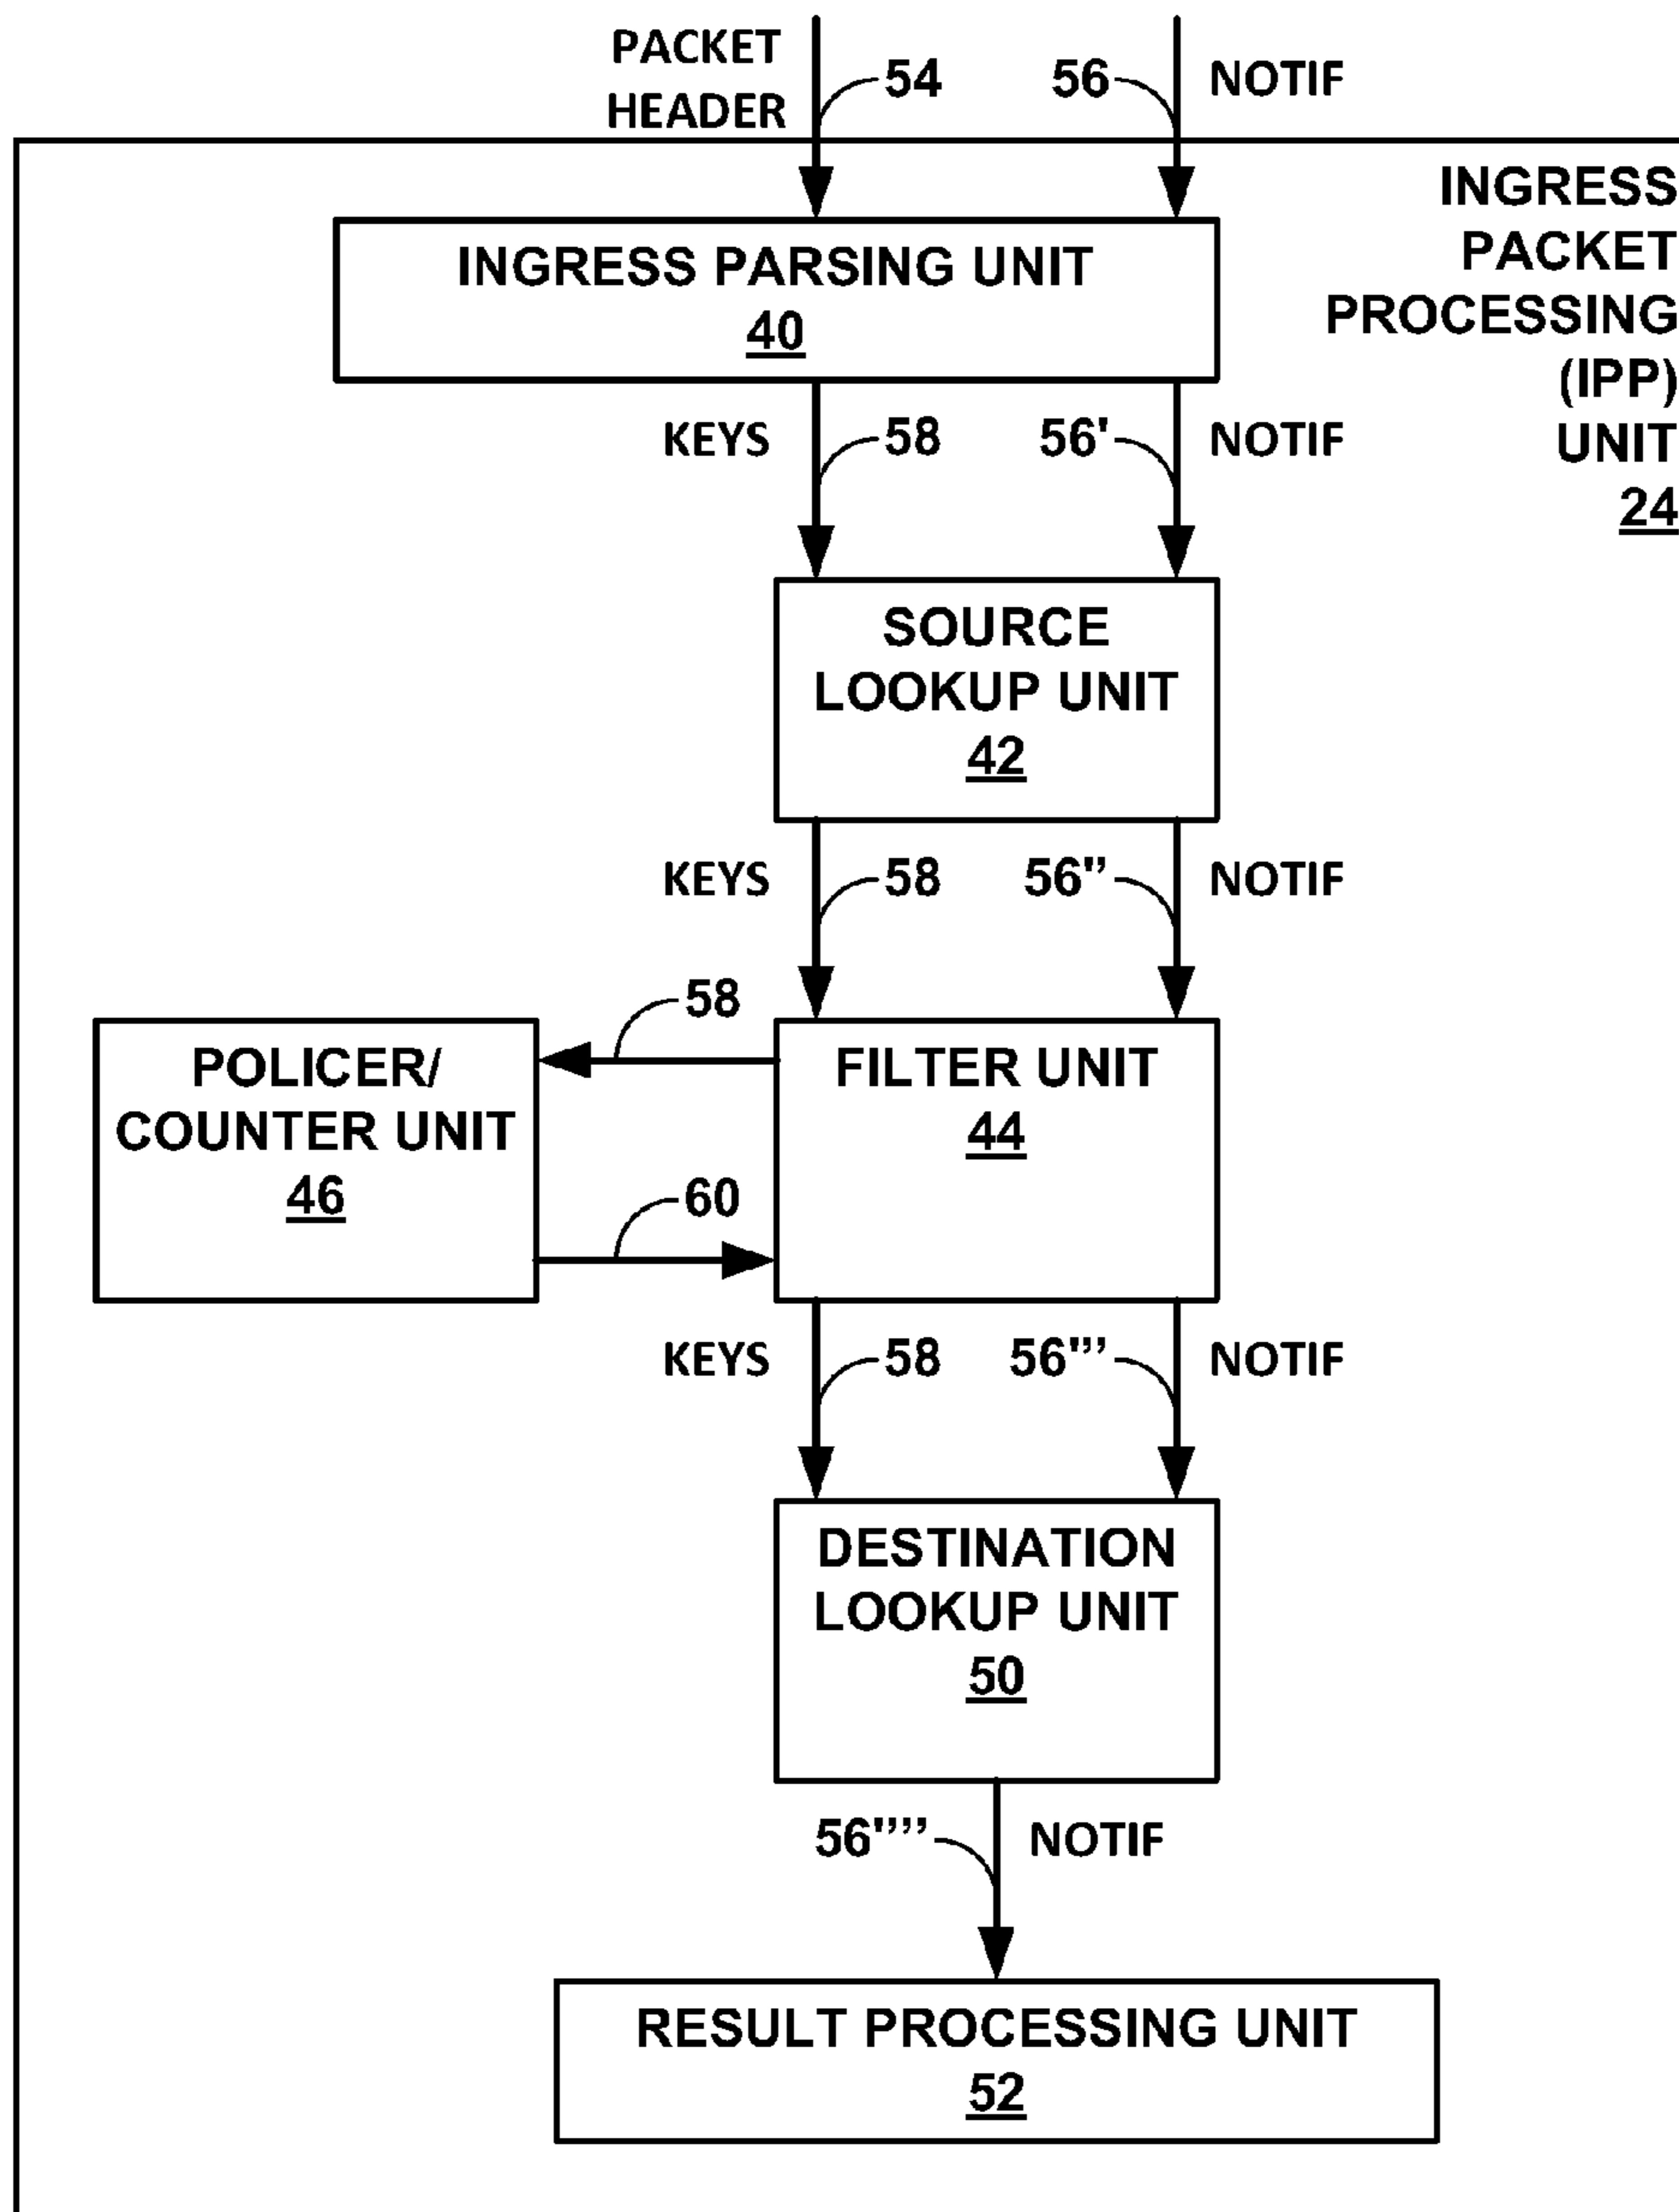 PACKET
HEADER
54
56
NOTIF
INGRESS
PACKET
PROCESSING
(IPP)
UNIT
24
INGRESS PARSING UNIT
40
KEYS
58
56'
NOTIF
SOURCE
LOOKUP UNIT
42
KEYS
58
56'’
NOTIF
58
POLICER/
COUNTER UNIT
46
FILTER UNIT
44
60
KEYS
58
56'’’
NOTIF
DESTINATION
LOOKUP UNIT
50
56'’’’
NOTIF
RESULT PROCESSING UNIT
52